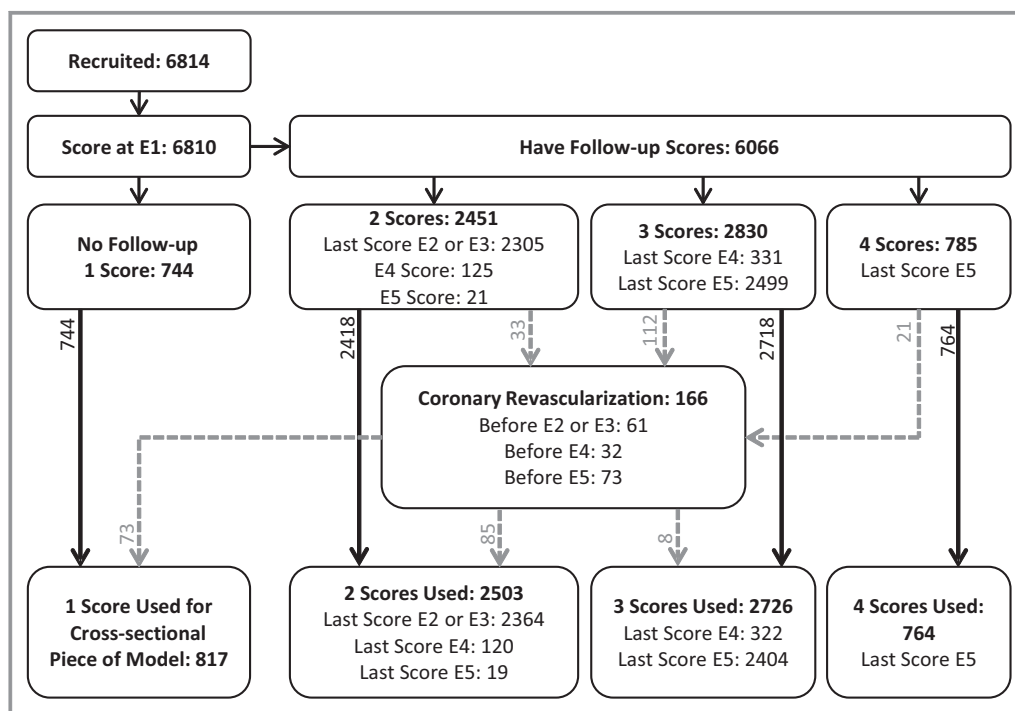 Recruited: 6814
Score at E1: 6810
Have Follow-up Scores: 6066
No Follow-up
1 Score: 744
2 Scores: 2451
Last Score E2 or E3: 2305
E4 Score: 125
E5 Score: 21
3 Scores: 2830
Last Score E4: 331
Last Score E5: 2499
4 Scores: 785
Last Score E5
744
2418
33
112
2718
21
764
Coronary Revascularization: 166
Before E2 or E3: 61
Before E4: 32
Before E5: 73
73
85
8
1 Score Used for
Cross-sectional
Piece of Model: 817
2 Scores Used: 2503
Last Score E2 or E3: 2364
Last Score E4: 120
Last Score E5: 19
3 Scores Used: 2726
Last Score E4: 322
Last Score E5: 2404
4 Scores Used:
764
Last Score E5